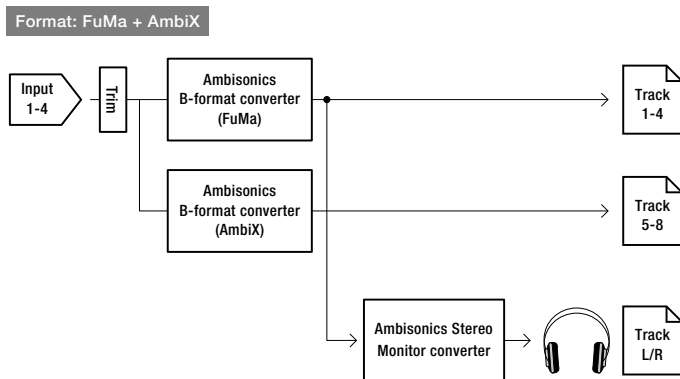 Format: FuMa + AmbiX
Input
1-4
Trim
Ambisonics
B-format converter
(FuMa)
Track
1-4
Ambisonics
B-format converter
(AmbiX)
Track
5-8
Ambisonics Stereo
Monitor converter
Track
L/R